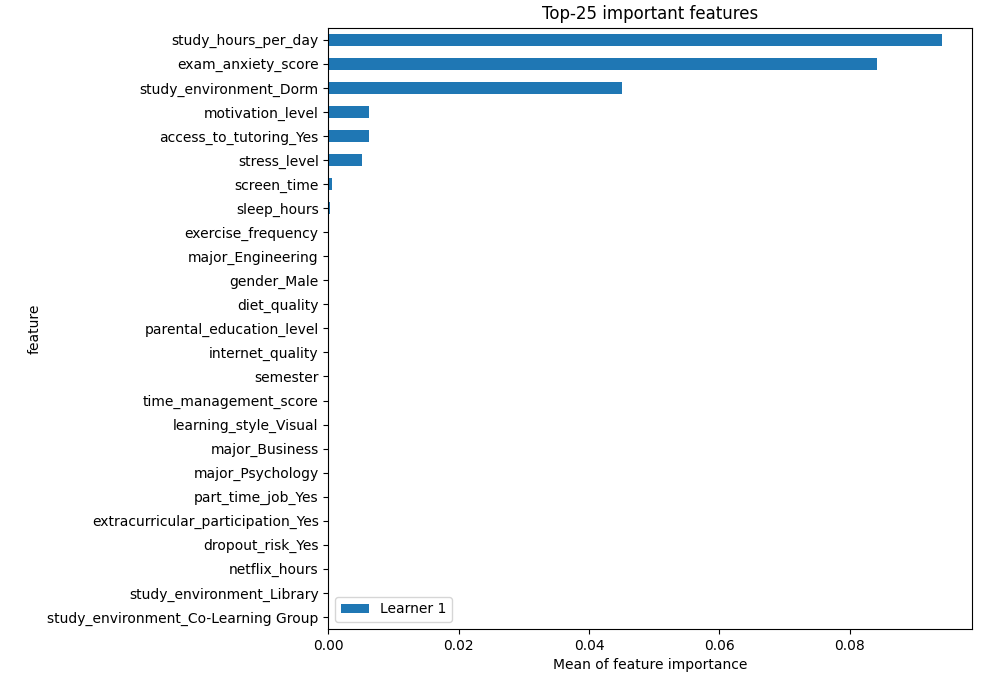 Top-25 important features
study_hours_per_day
exam_anxiety_score
study_environment_Dorm
motivation_level
access_to_tutoring_Yes
stress_level
screen_time
sleep_hours
exercise_frequency
major_Engineering
gender_Male
diet_quality
parental_education_level
internet_quality
semester
time_management_score
learning_style_Visual
major_Business
major_Psychology
part_time_job_Yes
extracurricular_participation_Yes
dropout_risk_Yes
netflix_hours
study_environment_Library
study_environment_Co-Learning Group
feature
Learner 1
0.00 0.02 0.04 0.06 0.08
Mean of feature importance